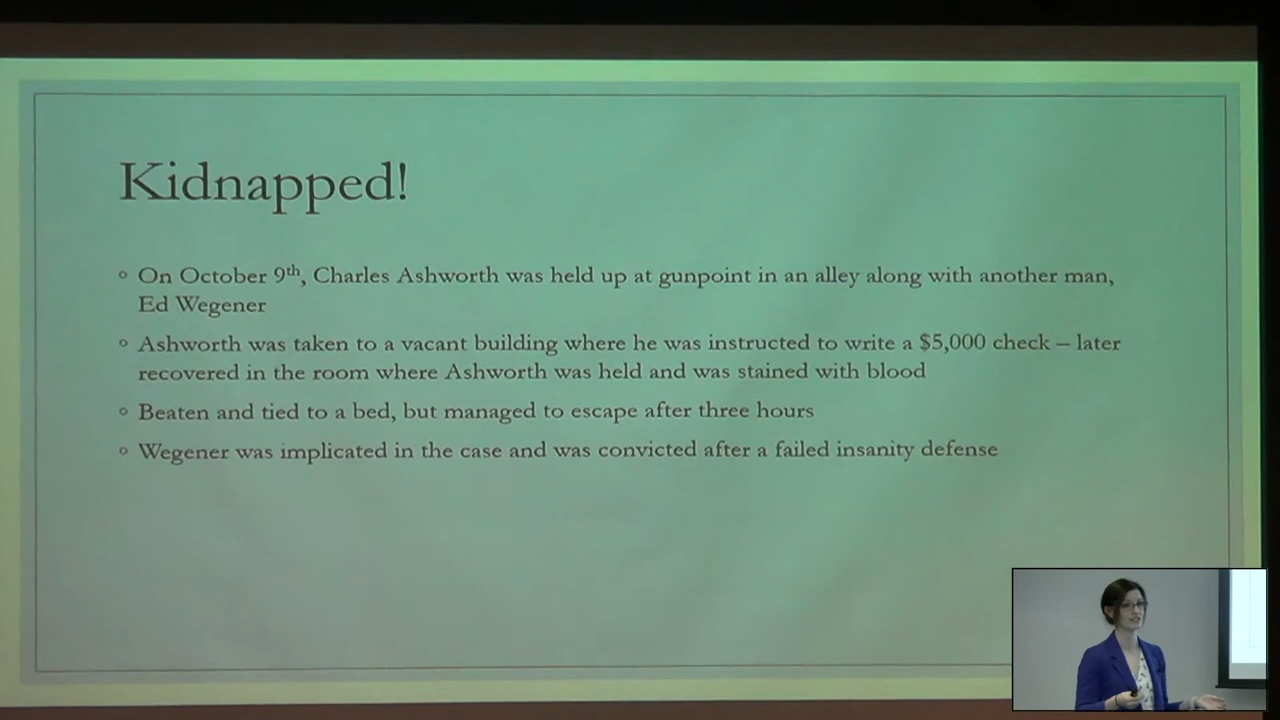 Kidnapped!
◦ On October 9th, Charles Ashworth was held up at gunpoint in an alley along with another man,
Ed Wegener
◦ Ashworth was taken to a vacant building where he was instructed to write a $5,000 check – later
recovered in the room where Ashworth was held and was stained with blood
◦ Beaten and tied to a bed, but managed to escape after three hours
◦ Wegener was implicated in the case and was convicted after a failed insanity defense